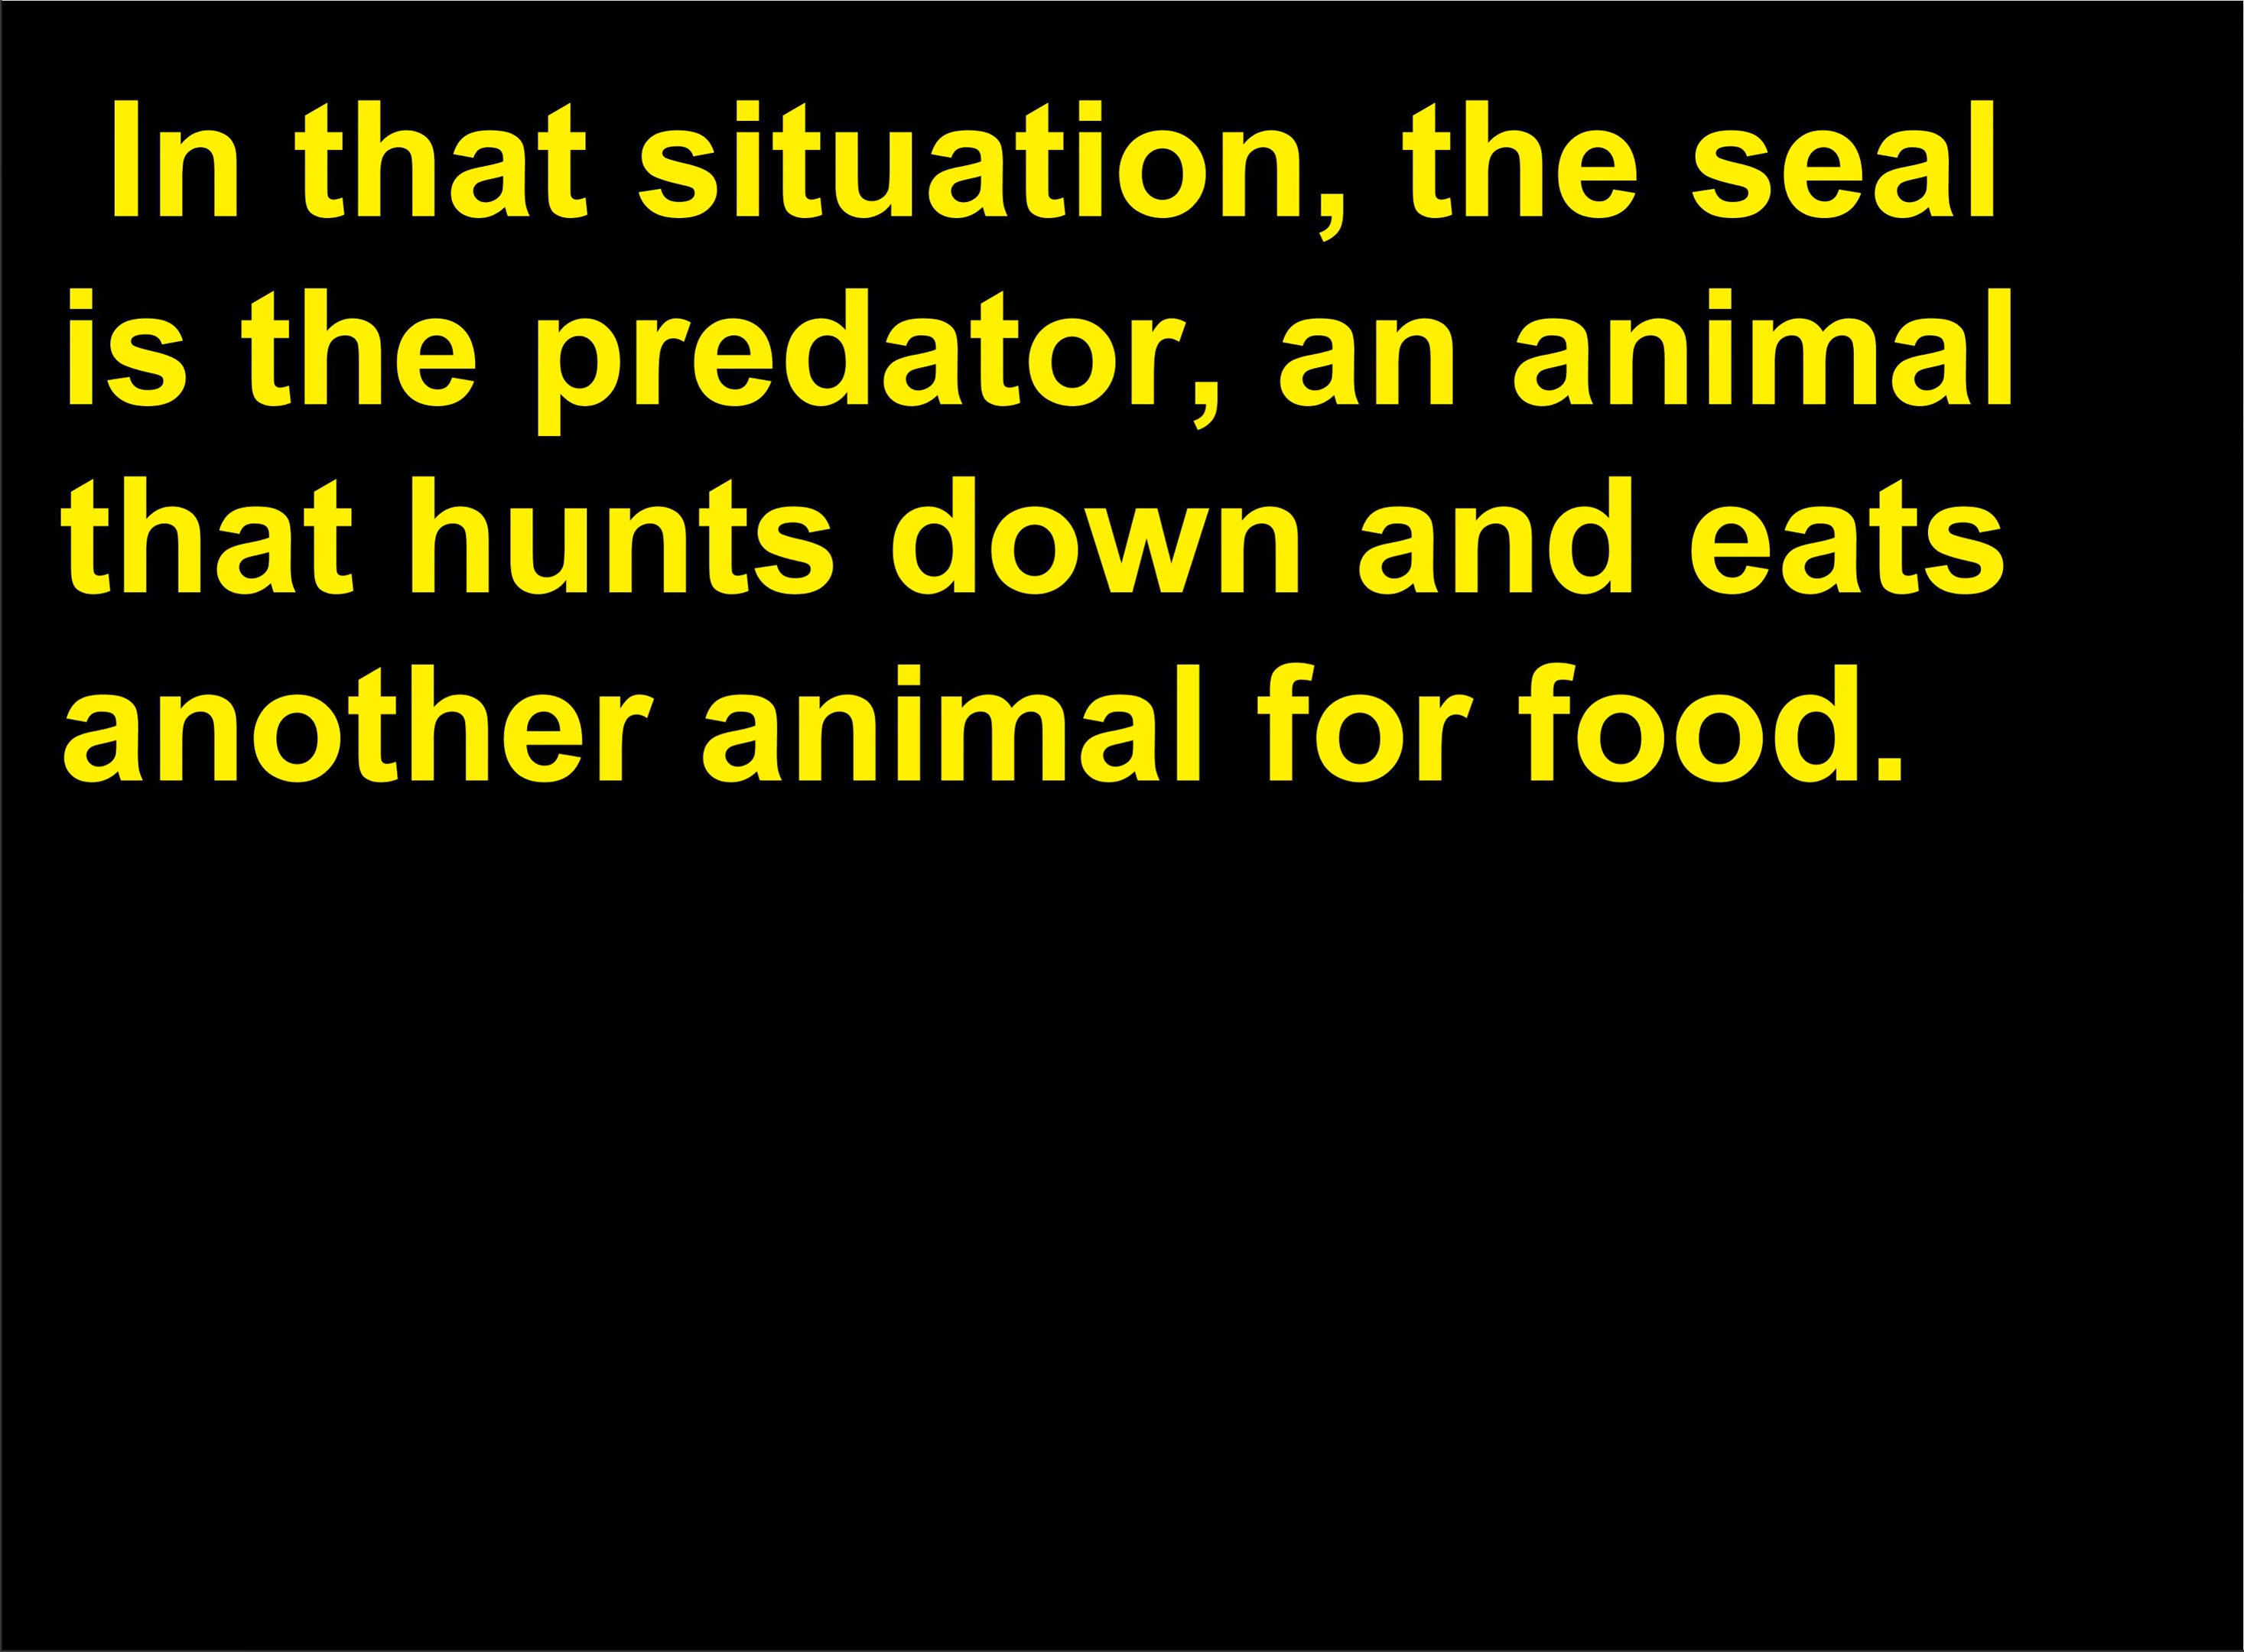 In that situation, the seal
is the predator, an animal
that hunts down and eats
another animal for food.